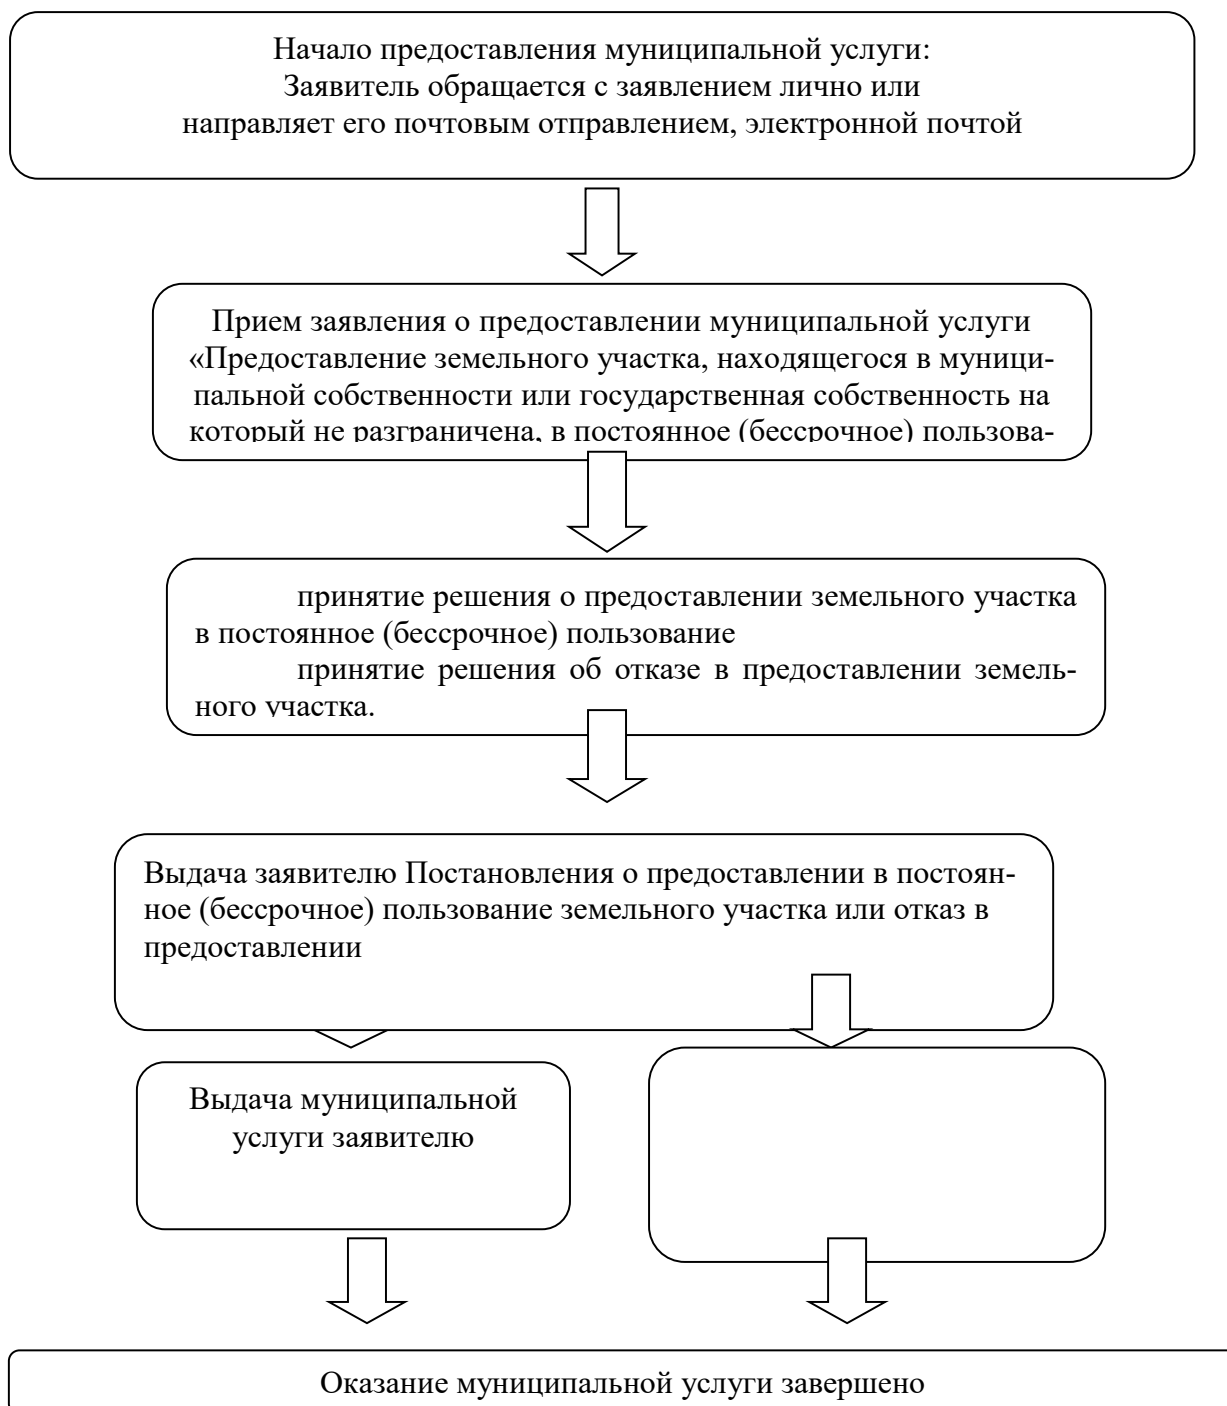 Начало предоставления муниципальной услуги:
Заявитель обращается с заявлением лично или
направляет его почтовым отправлением, электронной почтой
Прием заявления о предоставлении муниципальной услуги
«Предоставление земельного участка, находящегося в муници-
пальной собственности или государственная собственность на
который не разграничена, в постоянное (бессрочное) пользова-
принятие решения о предоставлении земельного участка
в постоянное (бессрочное) пользование
принятие решения об отказе в предоставлении земель-
ного участка.
Выдача заявителю Постановления о предоставлении в постоян-
ное (бессрочное) пользование земельного участка или отказ в
предоставлении
Выдача муниципальной
услуги заявителю
Оказание муниципальной услуги завершено